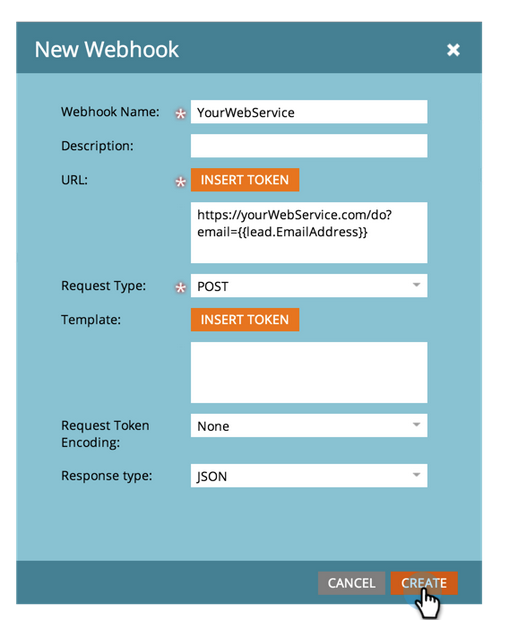 New Webhook
Webhook Name: * YourWebService
Description:
URL: * INSERT TOKEN
https://yourWebService.com/do?
email={{lead.EmailAddress}}
Request Type: * POST
Template: INSERT TOKEN
Request Token
Encoding:
None
Response type: JSON
CANCEL CREATE